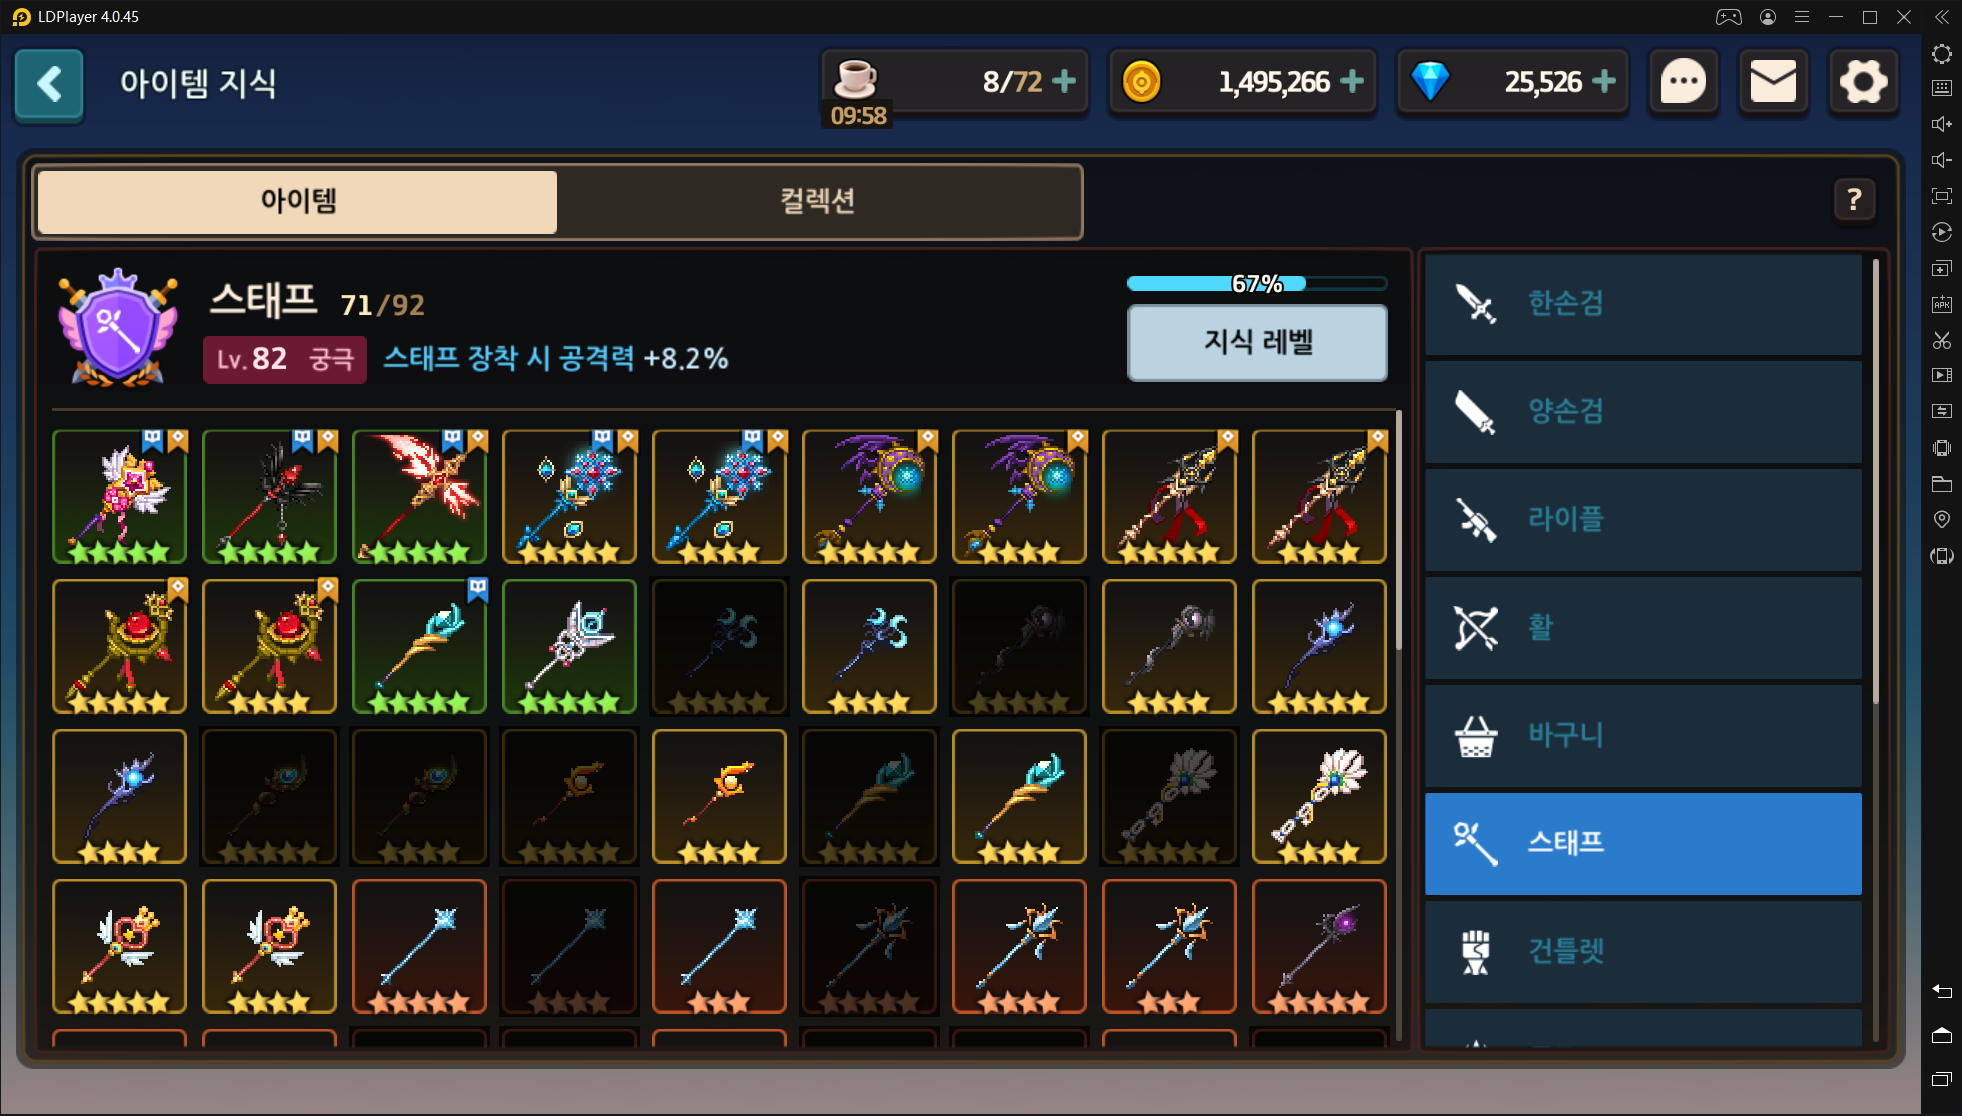 LDPlayer 4.0.45
아이템 지식
8/72
09:58
1,495,266
25,526
아이템
컬렉션
?
스태프 71/92
67%
Lv.82 궁극
스태프 장착 시 공격력 +8.2%
지식 레벨
한손검
양손검
라이플
활
바구니
스태프
건틀렛